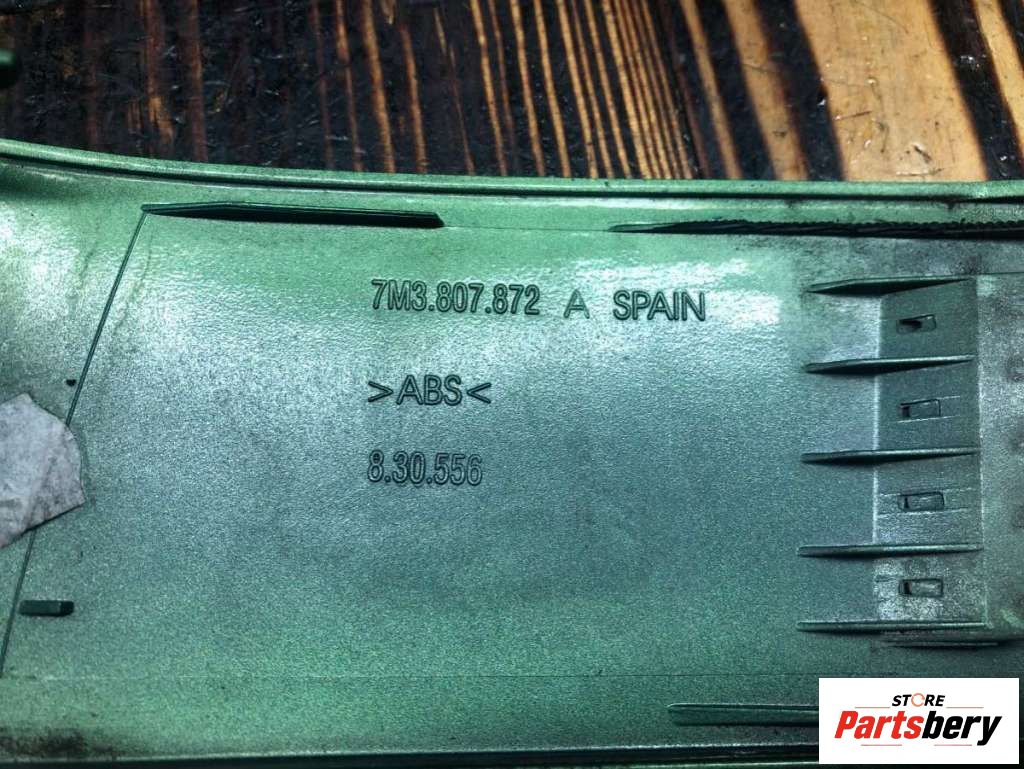 7M3.807.872 A SPAIN
>ABS<
8.30.556
STORE
Partsbery